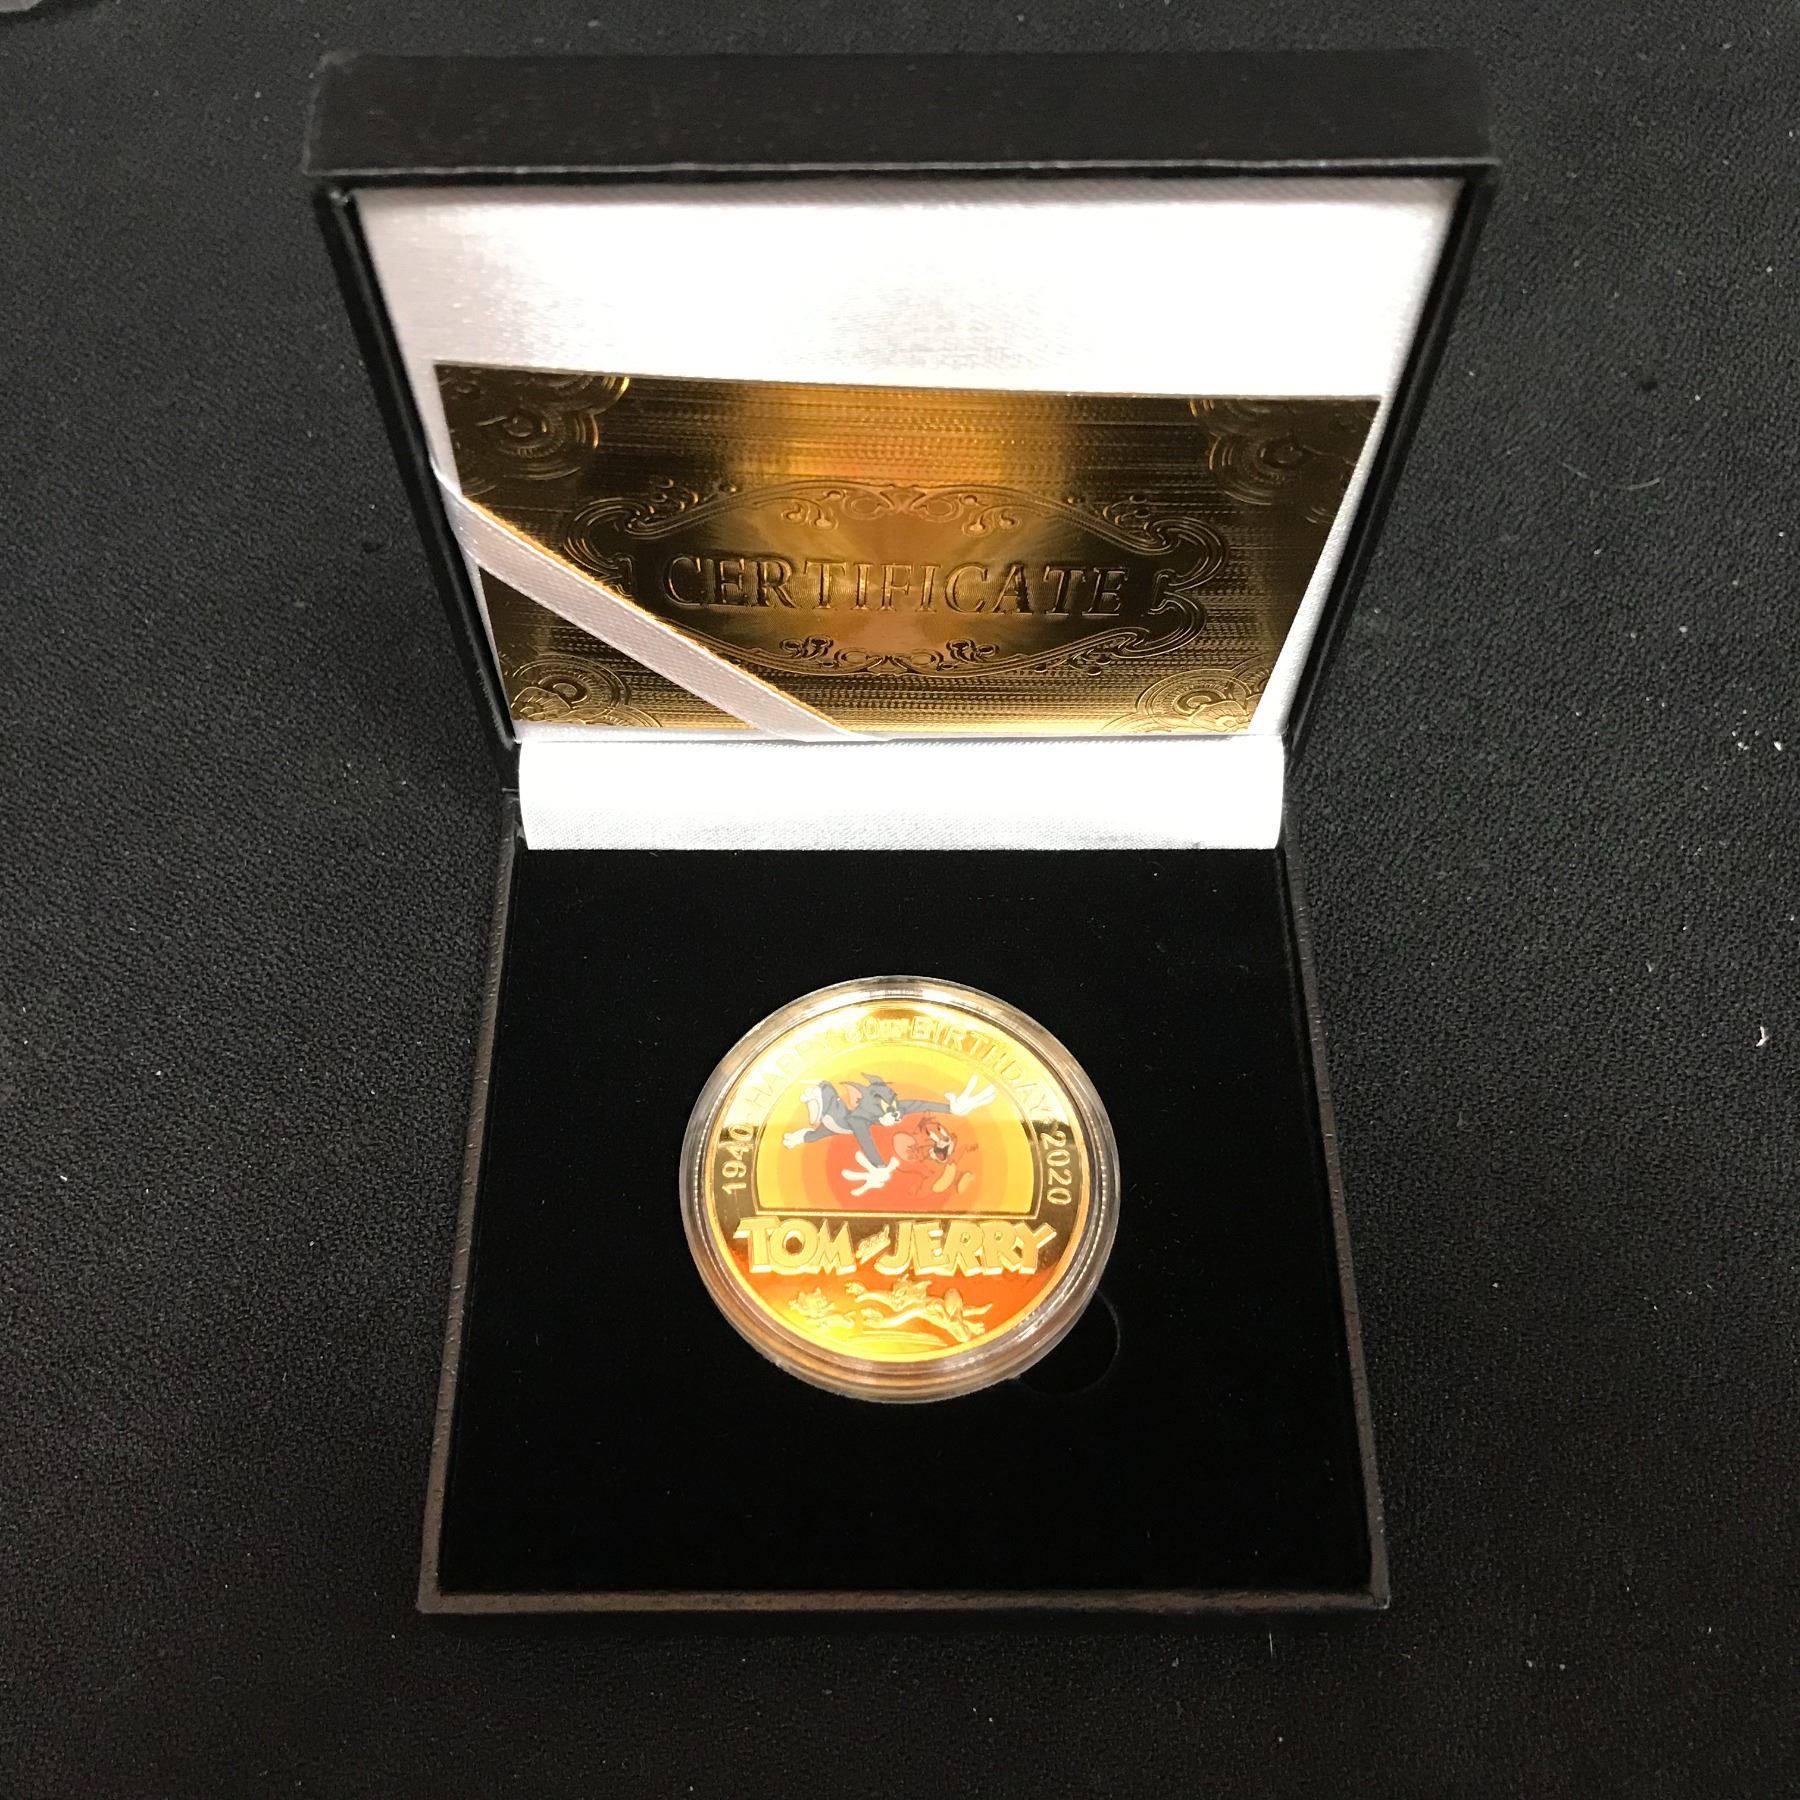 CERTIFICATE
1940 HAPPY 80TH BIRTHDAY 2020
TOM and JERRY